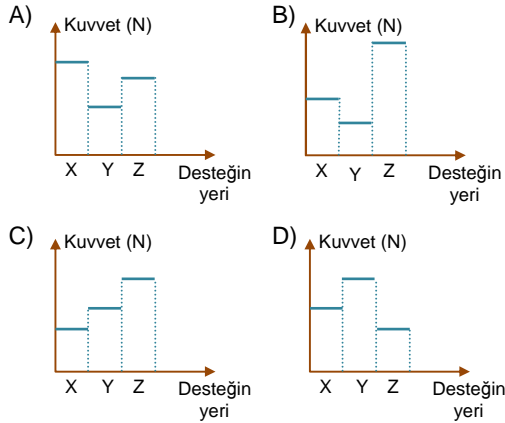 A) Kuvvet (N)
X Y Z Desteğin
yeri
B) Kuvvet (N)
X Y Z Desteğin
yeri
C) Kuvvet (N)
X Y Z Desteğin
yeri
D) Kuvvet (N)
X Y Z Desteğin
yeri